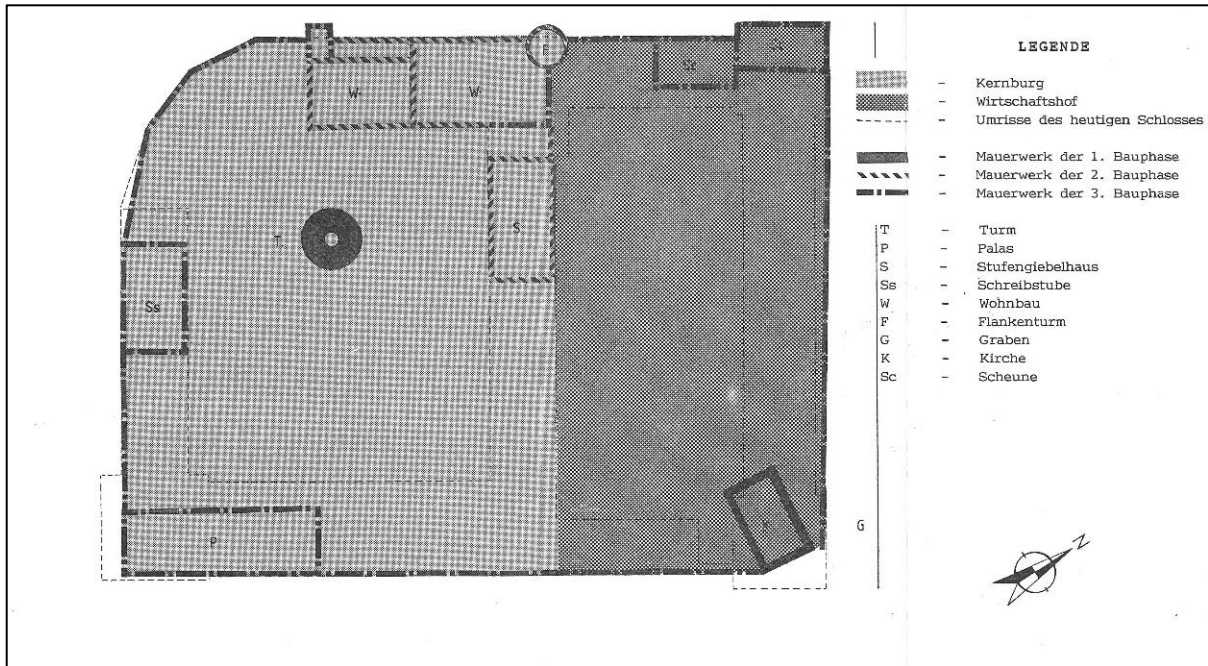 LEGENDE
- Kernburg
- Wirtschaftshof
- Umrisse des heutigen Schlosses
- Mauerwerk der 1. Bauphase
- Mauerwerk der 2. Bauphase
- Mauerwerk der 3. Bauphase
T - Turm
P - Palas
S - Stufengiebelhaus
Ss - Schreibstube
W - Wohnbau
F - Flankenturm
G - Graben
K - Kirche
Sc - Scheune
F
Sc
W
W
S
T
Ss
P
K
G
N